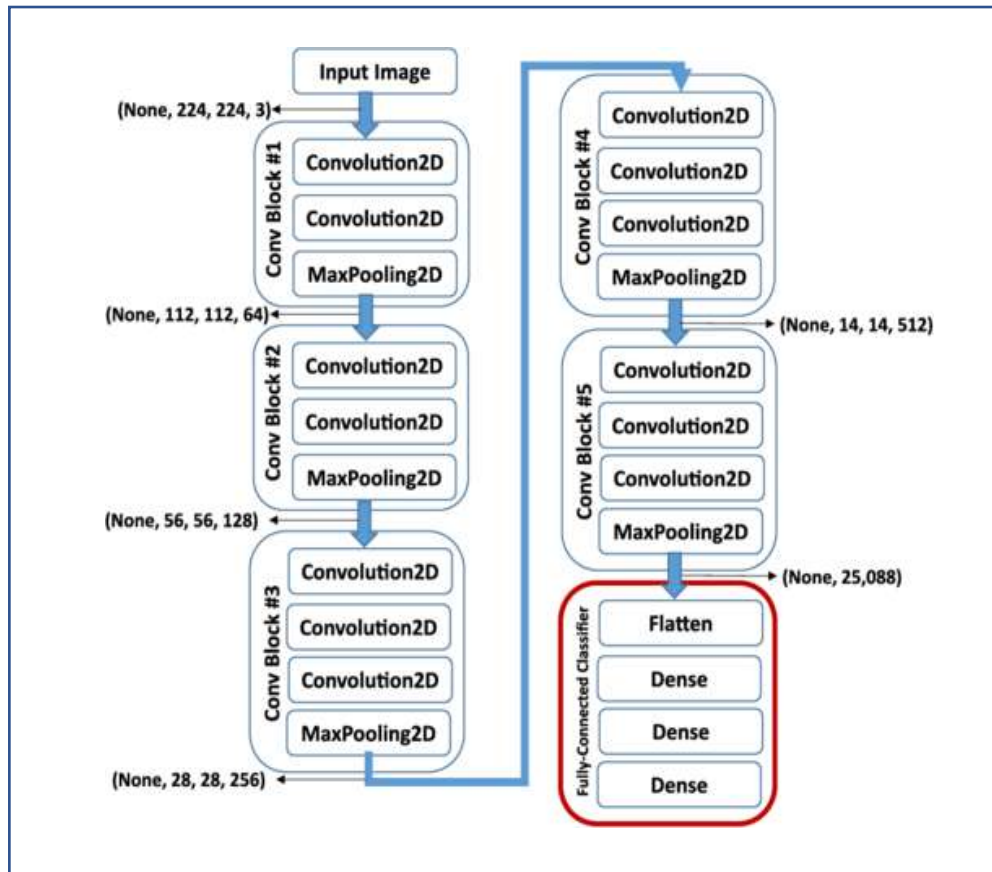 Input Image
(None, 224, 224, 3)
Conv Block #1
Convolution2D
Convolution2D
MaxPooling2D
(None, 112, 112, 64)
Conv Block #2
Convolution2D
Convolution2D
MaxPooling2D
(None, 56, 56, 128)
Conv Block #3
Convolution2D
Convolution2D
Convolution2D
MaxPooling2D
(None, 28, 28, 256)
Conv Block #4
Convolution2D
Convolution2D
Convolution2D
MaxPooling2D
(None, 14, 14, 512)
Conv Block #5
Convolution2D
Convolution2D
Convolution2D
MaxPooling2D
(None, 25,088)
Fully-Connected Classifier
Flatten
Dense
Dense
Dense